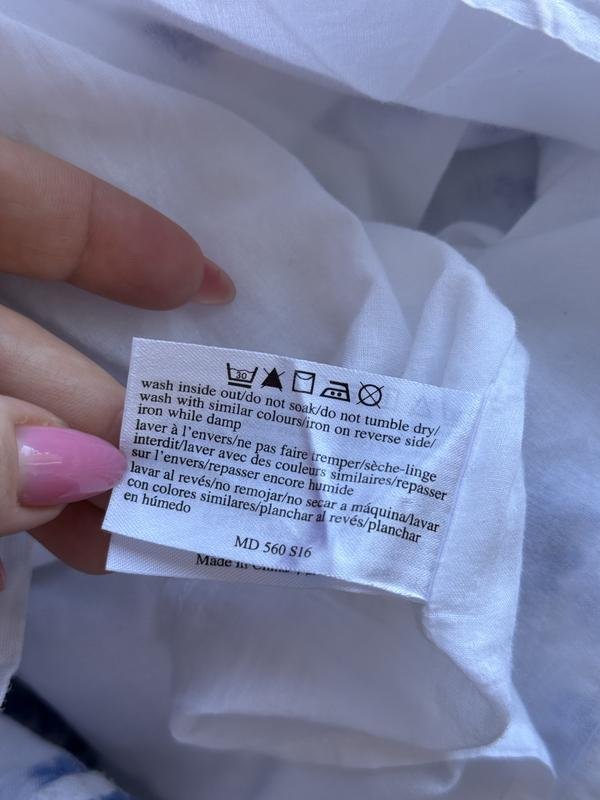 30
wash inside out/do not soak/do not tumble dry/
wash with similar colours/iron on reverse side/
iron while damp
laver à l'envers/ne pas faire tremper/sèche-linge
interdit/laver avec des couleurs similaires/repasser
sur l'envers/repasser encore humide
lavar al revés/no remojar/no secar a máquina/lavar
con colores similares/planchar al revés/planchar
en húmedo
MD 560 S16
Made in China